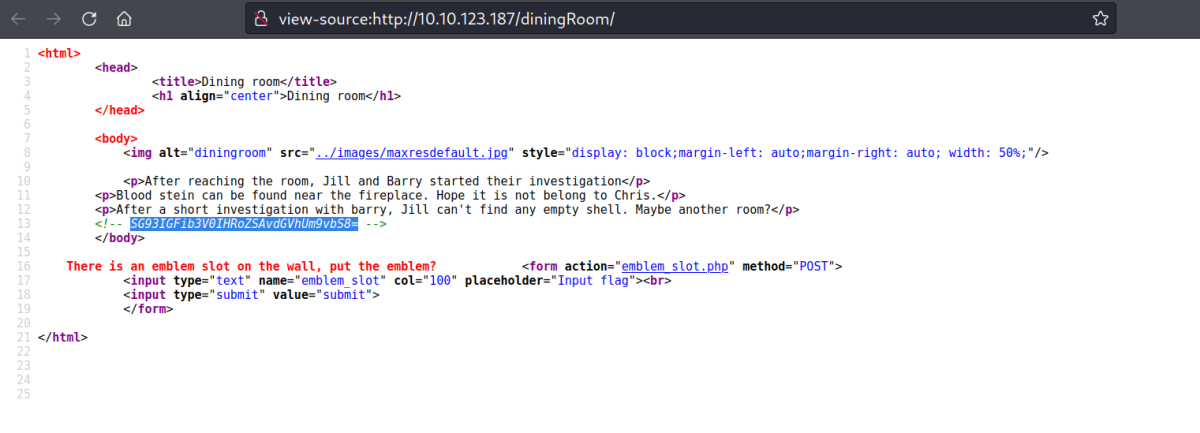 view-source:http://10.10.123.187/diningRoom/
1 <html>
2 <head>
3 <title>Dining room</title>
4 <h1 align="center">Dining room</h1>
5 </head>
6
7 <body>
8 <img alt="diningroom" src="../images/maxresdefault.jpg" style="display: block;margin-left: auto;margin-right: auto; width: 50%;"/>
9
10 <p>After reaching the room, Jill and Barry started their investigation</p>
11 <p>Blood stein can be found near the fireplace. Hope it is not belong to Chris.</p>
12 <p>After a short investigation with barry, Jill can't find any empty shell. Maybe another room?</p>
13 <!-- SG93IGFib3V0IHRoZSAvdGVhUm9vbS8= -->
14 </body>
15
16 There is an emblem slot on the wall, put the emblem? <form action="emblem_slot.php" method="POST">
17 <input type="text" name="emblem_slot" col="100" placeholder="Input flag"><br>
18 <input type="submit" value="submit">
19 </form>
20
21 </html>
22
23
24
25